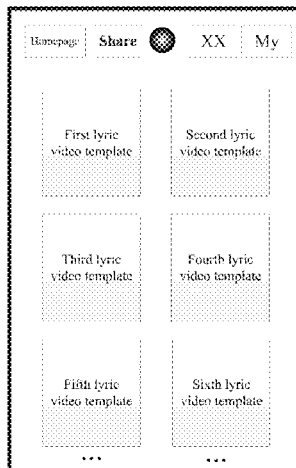 Homepage Share XX My
First lyric
video template
Second lyric
video template
Third lyric
video template
Fourth lyric
video template
Fifth lyric
video template
Sixth lyric
video template
... ...